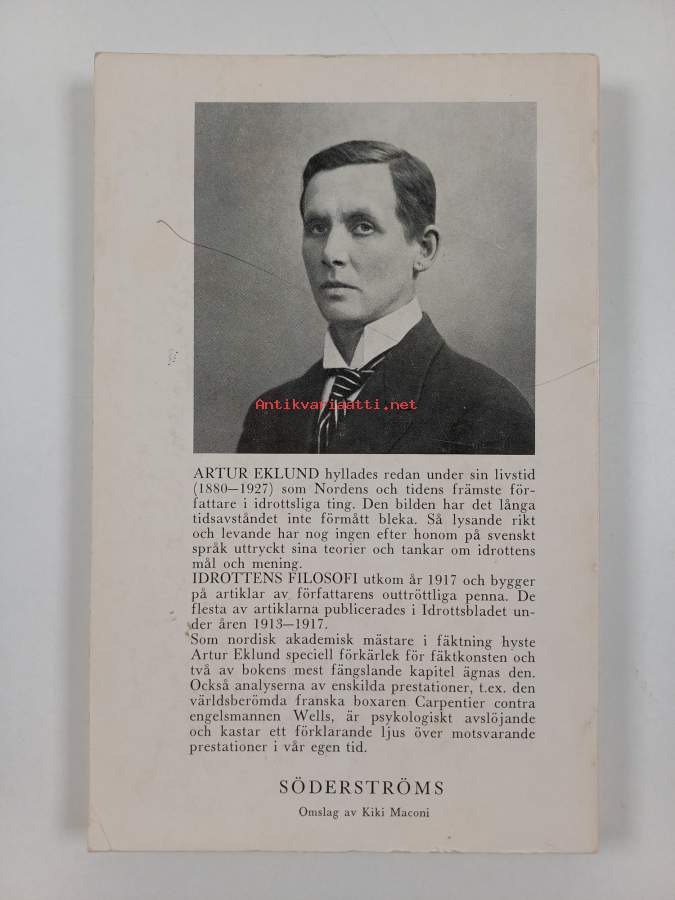 Antikvariaatti.net
ARTUR EKLUND hyllades redan under sin livstid
(1880—1927) som Nordens och tidens främste för-
fattare i idrottsliga ting. Den bilden har det långa
tidsavståndet inte förmått bleka. Så lysande rikt
och levande har nog ingen efter honom på svenskt
språk uttryckt sina teorier och tankar om idrottens
mål och mening.
IDROTTENS FILOSOFI utkom år 1917 och bygger
på artiklar av författarens outtröttliga penna. De
flesta av artiklarna publicerades i Idrottsbladet un-
der åren 1913—1917.
Som nordisk akademisk mästare i fäktning hyste
Artur Eklund speciell förkärlek för fäktkonsten och
två av bokens mest fängslande kapitel ägnas den.
Också analyserna av enskilda prestationer, t.ex. den
världsberömda franska boxaren Carpentier contra
engelsmannen Wells, är psykologiskt avslöjande
och kastar ett förklarande ljus över motsvarande
prestationer i vår egen tid.
SÖDERSTRÖMS
Omslag av Kiki Maconi